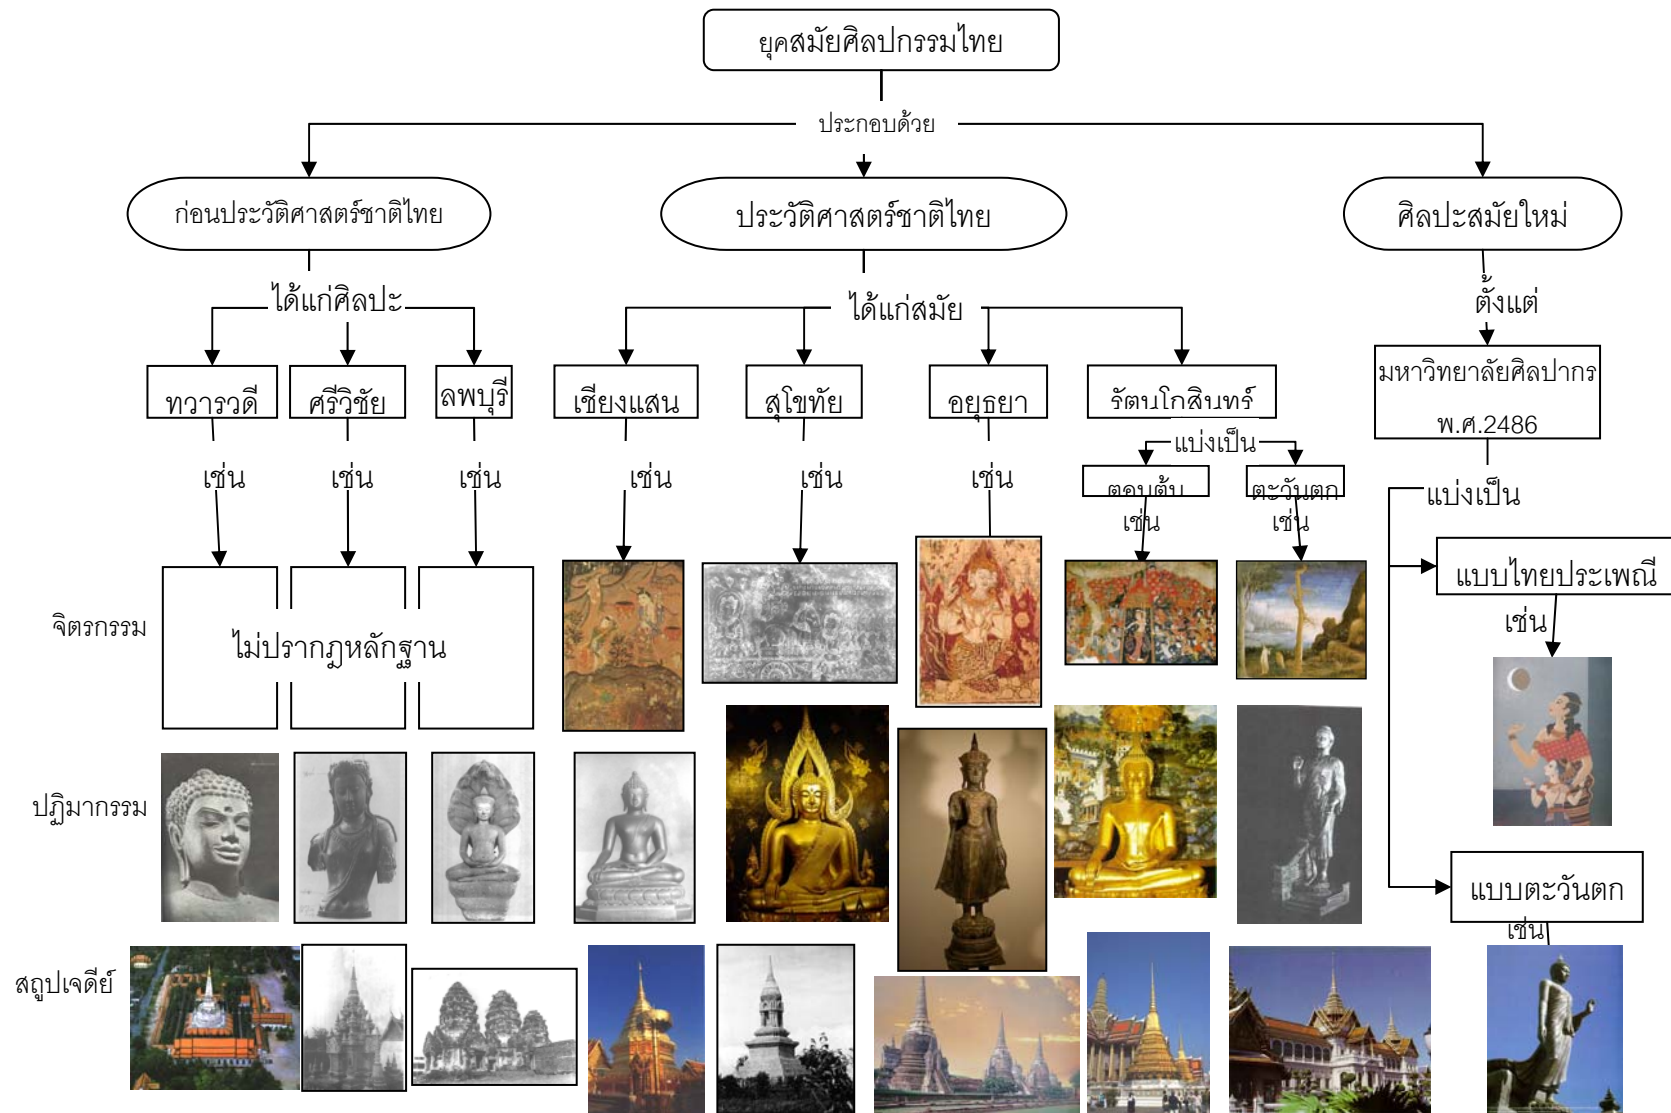 ยุคสมัยศิลปกรรมไทย
ประกอบด้วย
ก่อนประวัติศาสตร์ชาติไทย
ประวัติศาสตร์ชาติไทย
ศิลปะสมัยใหม่
ได้แก่ศิลปะ
ได้แก่สมัย
ตั้งแต่
ทวารวดี
ศรีวิชัย
ลพบุรี
เชียงแสน
สุโขทัย
อยุธยา
รัตนโกสินทร์
มหาวิทยาลัยศิลปากร
พ.ศ.2486
แบ่งเป็น
เช่น
เช่น
เช่น
เช่น
เช่น
เช่น
ตอนต้น
ตะวันตก
แบ่งเป็น
เช่น
เช่น
แบบไทยประเพณี
เช่น
จิตรกรรม
ไม่ปรากฎหลักฐาน
ปฏิมากรรม
แบบตะวันตก
เช่น
สถูปเจดีย์